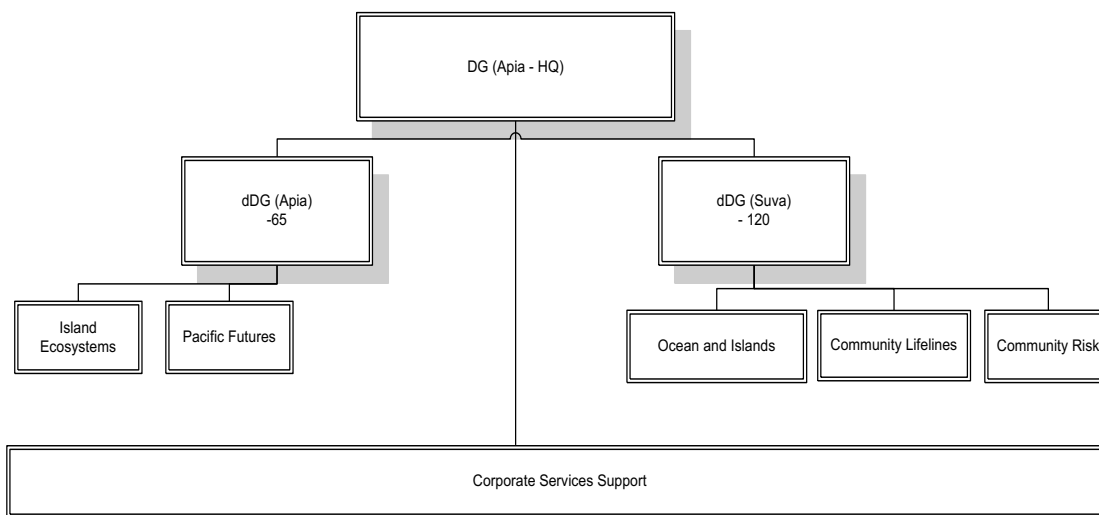 DG (Apia - HQ)
dDG (Apia)
-65
dDG (Suva)
- 120
Island
Ecosystems
Pacific Futures
Ocean and Islands
Community Lifelines
Community Risk
Corporate Services Support